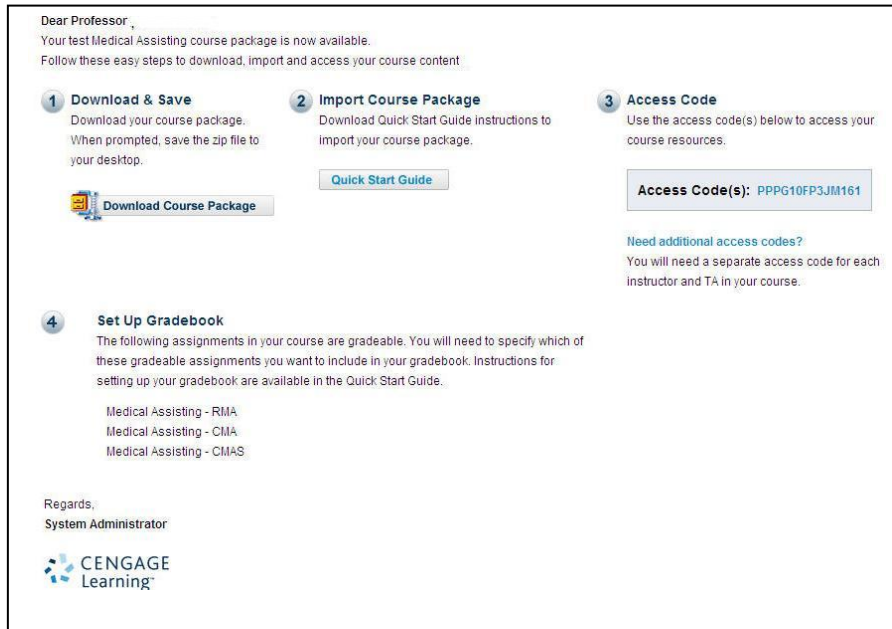 Dear Professor ,
Your test Medical Assisting course package is now available.
Follow these easy steps to download, import and access your course content
1 Download & Save
Download your course package.
When prompted, save the zip file to
your desktop.
Download Course Package
2 Import Course Package
Download Quick Start Guide instructions to
import your course package.
Quick Start Guide
3 Access Code
Use the access code(s) below to access your
course resources.
Access Code(s): PPPG10FP3JM161
Need additional access codes?
You will need a separate access code for each
instructor and TA in your course.
4 Set Up Gradebook
The following assignments in your course are gradeable. You will need to specify which of
these gradeable assignments you want to include in your gradebook. Instructions for
setting up your gradebook are available in the Quick Start Guide.
Medical Assisting - RMA
Medical Assisting - CMA
Medical Assisting - CMAS
Regards,
System Administrator
CENGAGE
Learning™